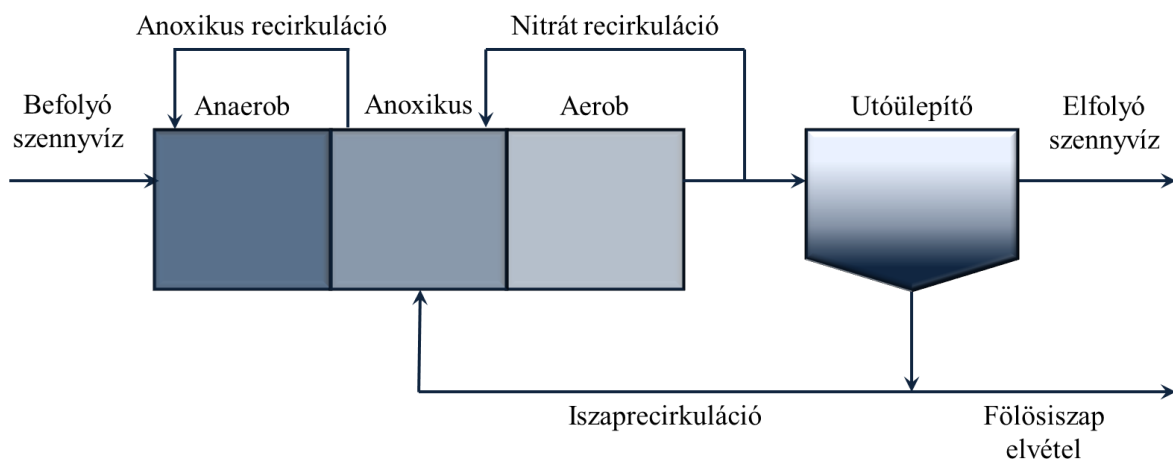 Anoxikus recirkuláció
Nitrát recirkuláció
Befolyó
szennyvíz
Anaerob
Anoxikus
Aerob
Utóülepítő
Elfolyó
szennyvíz
Iszaprecirkuláció
Fölösiszap
elvétel